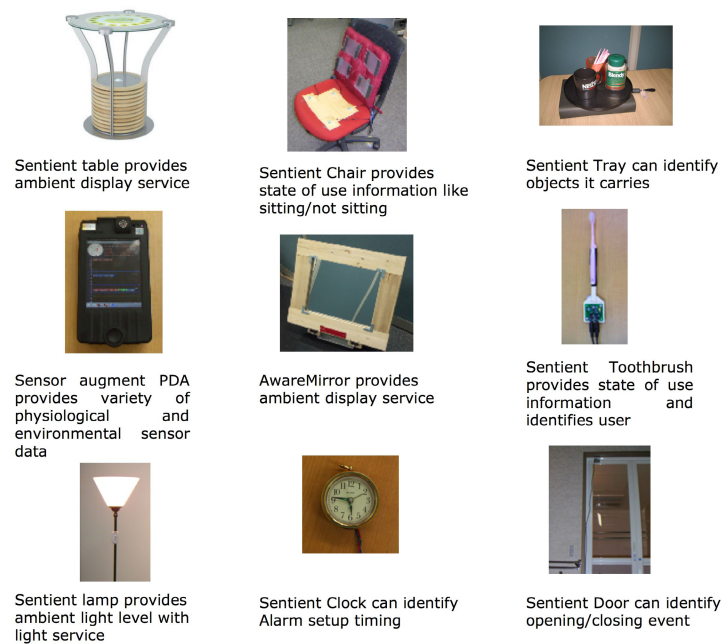 Sentient table provides
ambient display service
Sentient Chair provides
state of use information like
sitting/not sitting
Sentient Tray can identify
objects it carries
Sensor augment PDA
provides variety of
physiological and
environmental sensor
data
AwareMirror provides
ambient display service
Sentient Toothbrush
provides state of use
information and
identifies user
Sentient lamp provides
ambient light level with
light service
Sentient Clock can identify
Alarm setup timing
Sentient Door can identify
opening/closing event